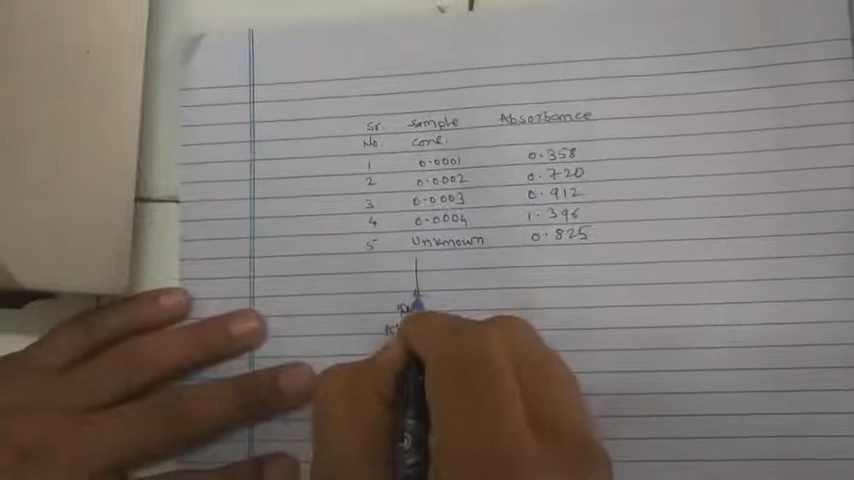 Sr. Sample Absorbance
No. Conc.
1 0.0001 0.358
2 0.0002 0.720
3 0.0003 0.912
4 0.0004 1.396
5 Unknown 0.825